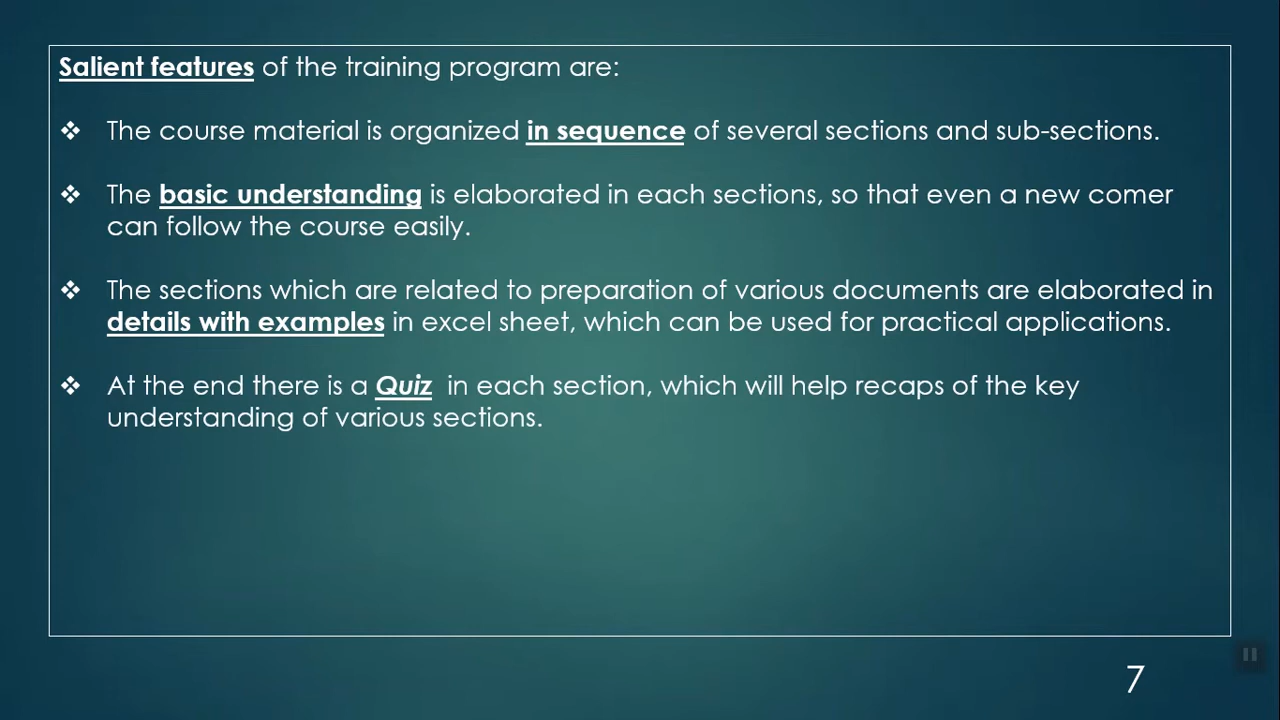 Salient features of the training program are:
❖ The course material is organized in sequence of several sections and sub-sections.
❖ The basic understanding is elaborated in each sections, so that even a new comer
can follow the course easily.
❖ The sections which are related to preparation of various documents are elaborated in
details with examples in excel sheet, which can be used for practical applications.
❖ At the end there is a Quiz in each section, which will help recaps of the key
understanding of various sections.
7